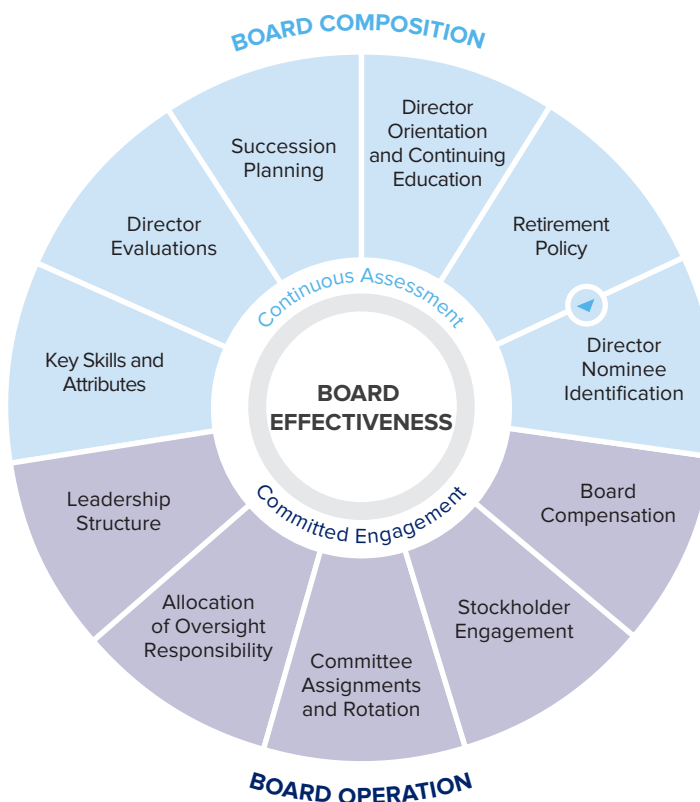 BOARD COMPOSITION
Director
Orientation
and Continuing
Education
Succession
Planning
Retirement
Policy
Director
Evaluations
Continuous Assessment
Director
Nominee
Identification
Key Skills and
Attributes
BOARD
EFFECTIVENESS
Committed Engagement
Leadership
Structure
Board
Compensation
Allocation
of Oversight
Responsibility
Stockholder
Engagement
Committee
Assignments
and Rotation
BOARD OPERATION